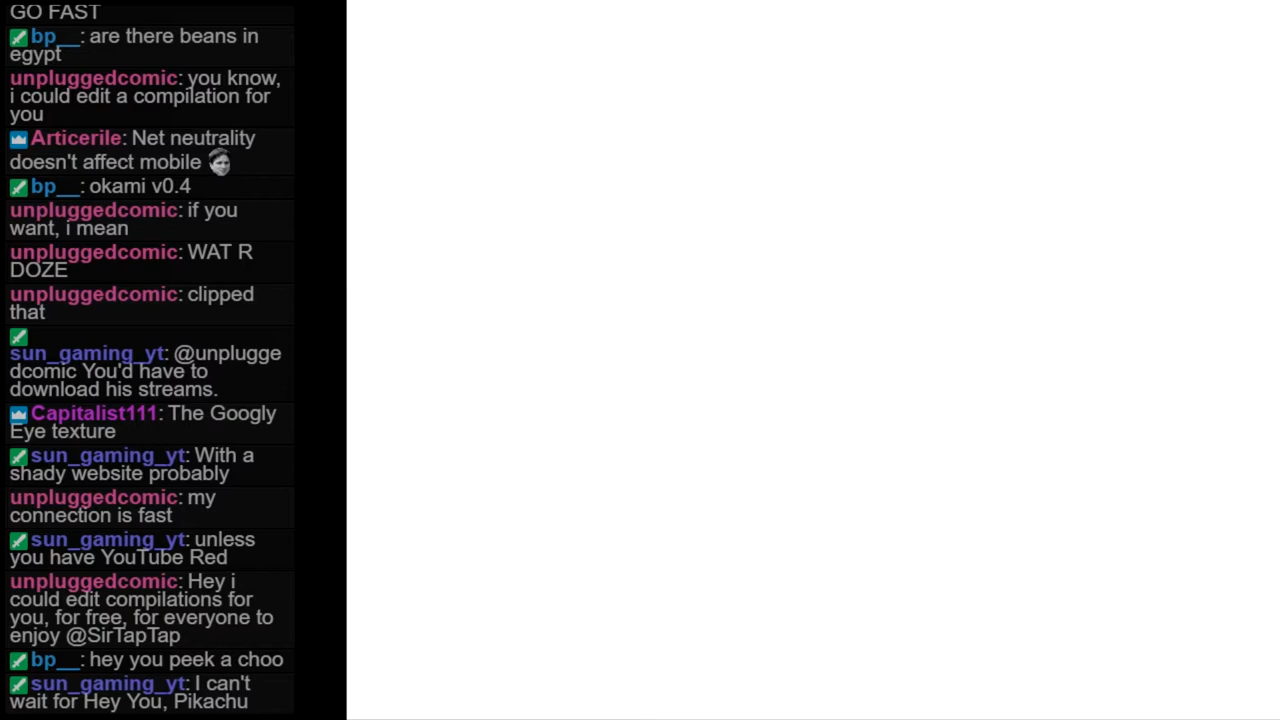 GO FAST
bp__: are there beans in
egypt
unpluggedcomic: you know,
i could edit a compilation for
you
Articerile: Net neutrality
doesn't affect mobile
bp__: okami v0.4
unpluggedcomic: if you
want, i mean
unpluggedcomic: WAT R
DOZE
unpluggedcomic: clipped
that
sun_gaming_yt: @unplugge
dcomic You'd have to
download his streams.
Capitalist111: The Googly
Eye texture
sun_gaming_yt: With a
shady website probably
unpluggedcomic: my
connection is fast
sun_gaming_yt: unless
you have YouTube Red
unpluggedcomic: Hey i
could edit compilations for
you, for free, for everyone to
enjoy @SirTapTap
bp__: hey you peek a choo
sun_gaming_yt: I can't
wait for Hey You, Pikachu